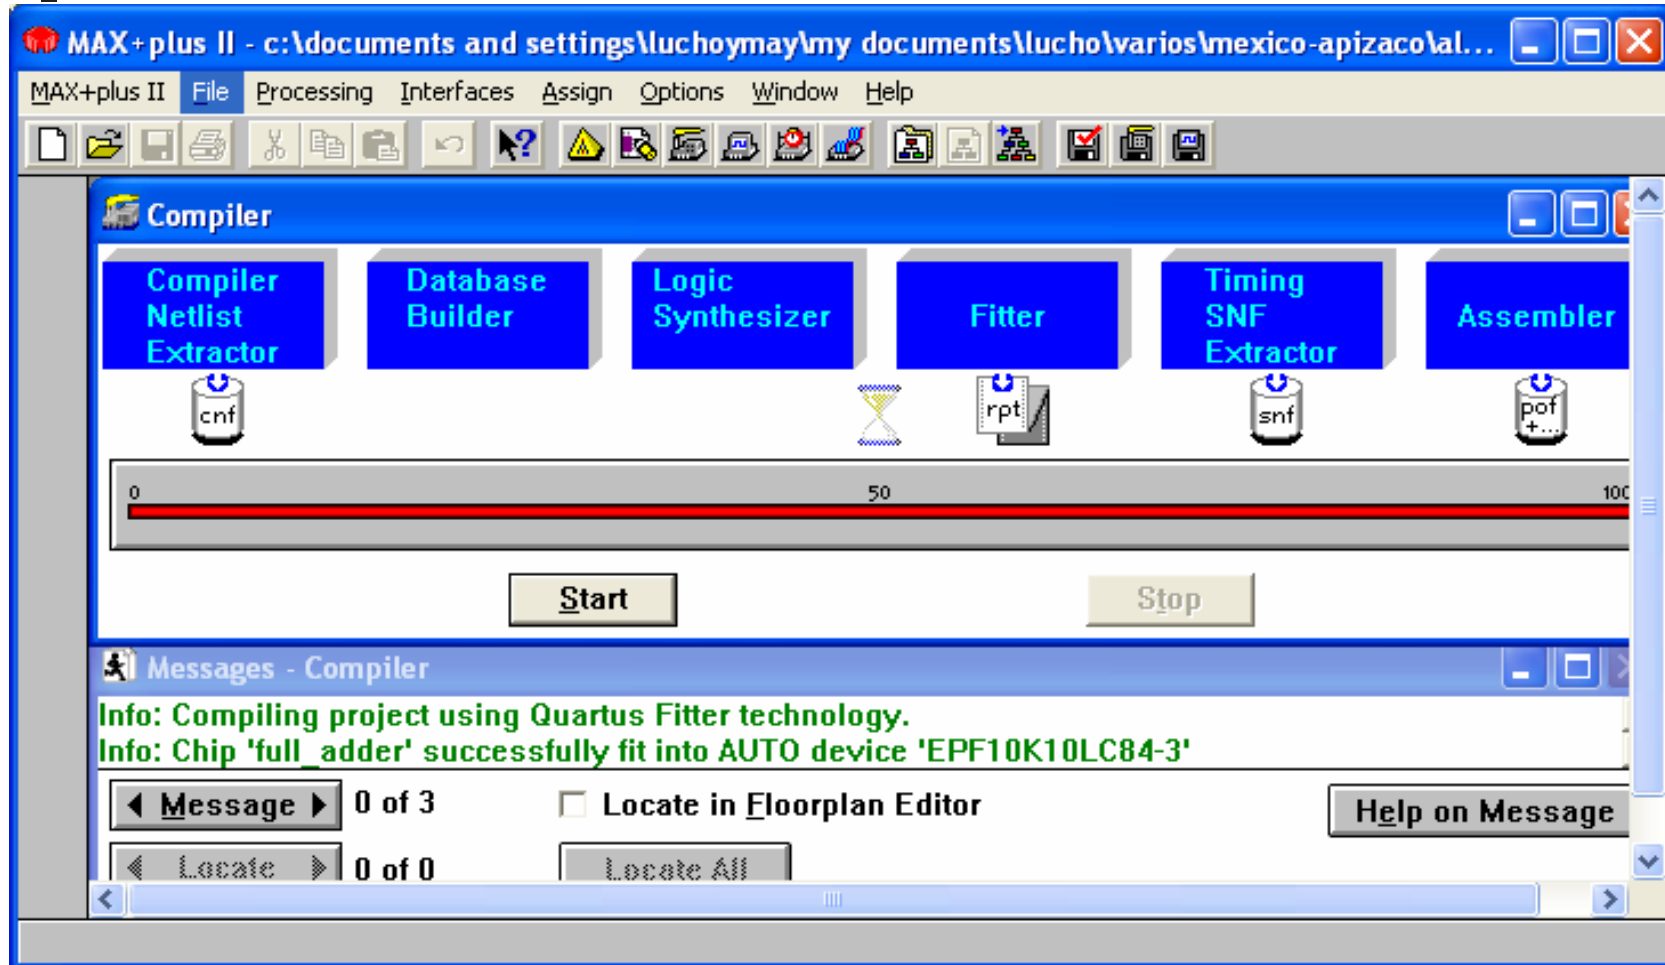 MAX+plus II - c:\documents and settings\luchoymay\my documents\lucho\varios\mexico-apizaco\al...
MAX+plus II File Processing Interfaces Assign Options Window Help
Compiler
Compiler Netlist Extractor
Database Builder
Logic Synthesizer
Fitter
Timing SNF Extractor
Assembler
cnf
rpt
snf
pof +...
0 50 100
Start Stop
Messages - Compiler
Info: Compiling project using Quartus Fitter technology.
Info: Chip 'full_adder' successfully fit into AUTO device 'EPF10K10LC84-3'
Message 0 of 3 Locate in Floorplan Editor Help on Message
Locate 0 of 0 Locate All